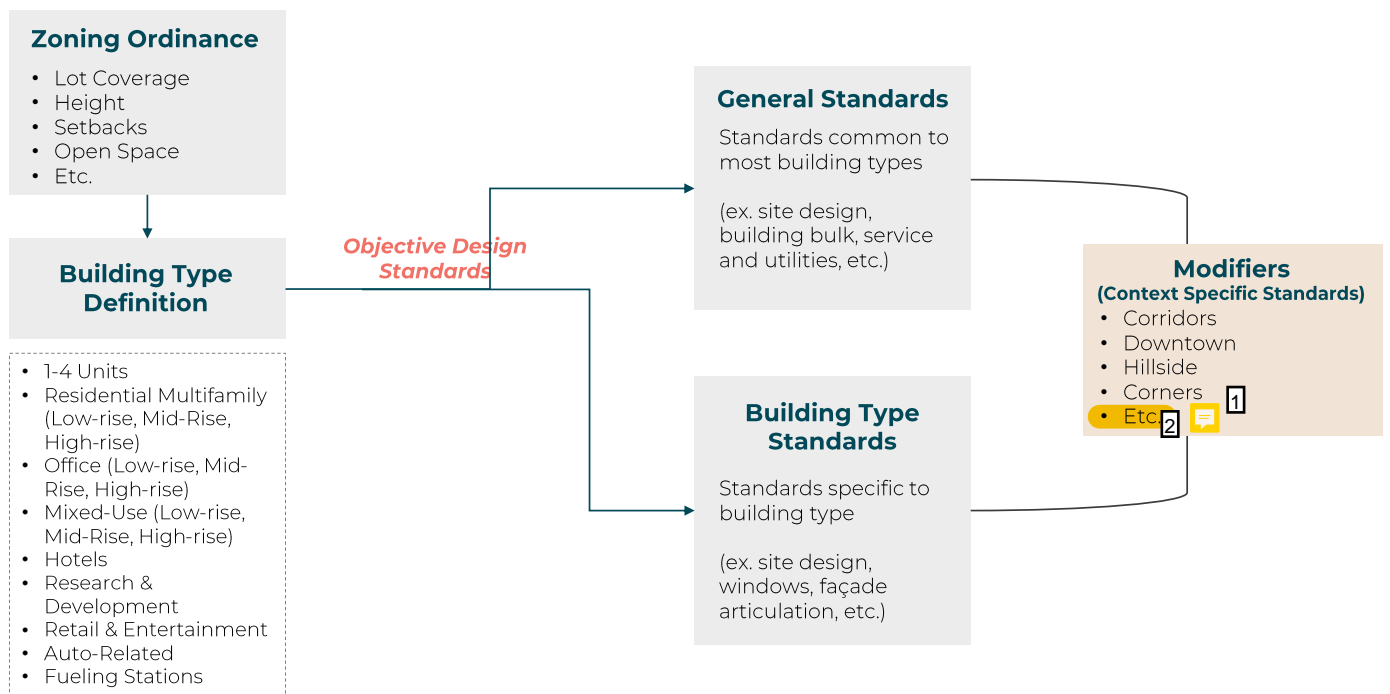 Zoning Ordinance
• Lot Coverage
• Height
• Setbacks
• Open Space
• Etc.
Building Type
Definition
• 1-4 Units
• Residential Multifamily
(Low-rise, Mid-Rise,
High-rise)
• Office (Low-rise, Mid-
Rise, High-rise)
• Mixed-Use (Low-rise,
Mid-Rise, High-rise)
• Hotels
• Research &
Development
• Retail & Entertainment
• Auto-Related
• Fueling Stations
Objective Design
Standards
General Standards
Standards common to
most building types
(ex. site design,
building bulk, service
and utilities, etc.)
Building Type
Standards
Standards specific to
building type
(ex. site design,
windows, façade
articulation, etc.)
Modifiers
(Context Specific Standards)
• Corridors
• Downtown
• Hillside
• Corners
• Etc.
1
2